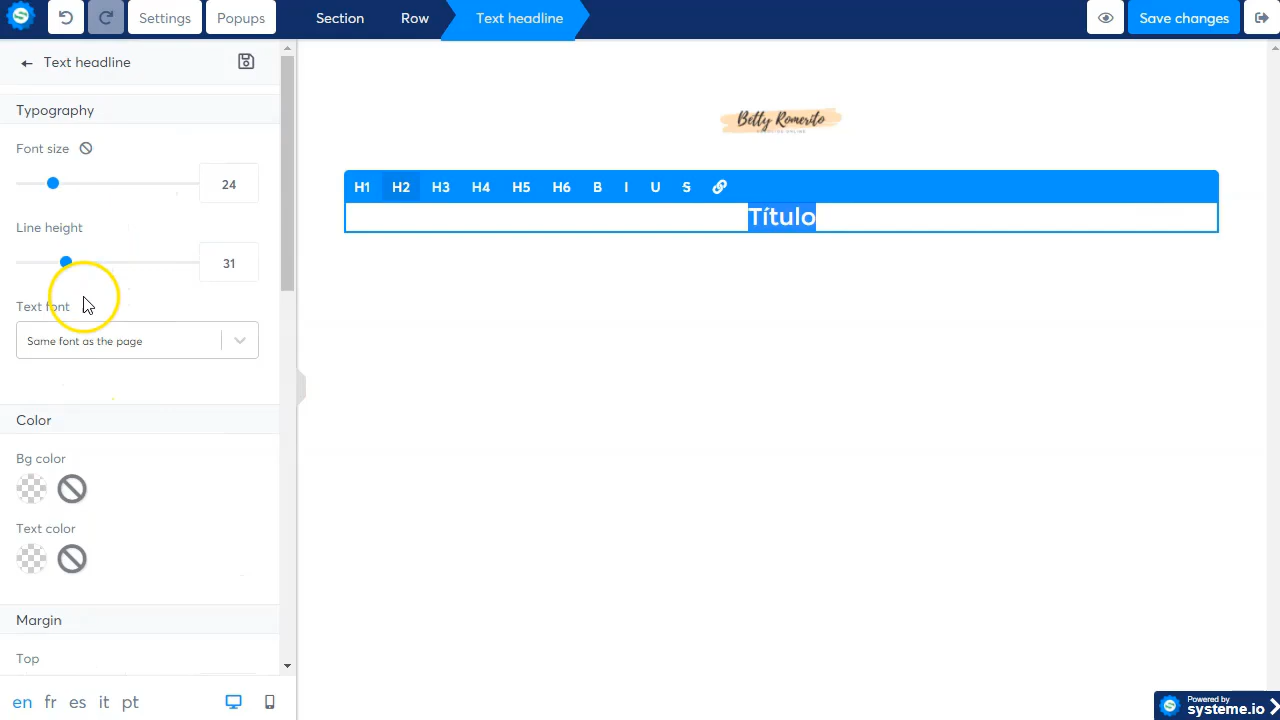 Settings Popups Section Row Text headline Save changes
Text headline
Typography
Font size
24
Line height
31
Text font
Same font as the page
Color
Bg color
Text color
Margin
Top
en fr es it pt
Betty Romerito
H1 H2 H3 H4 H5 H6 B I U S
Título
Powered by
systeme.io